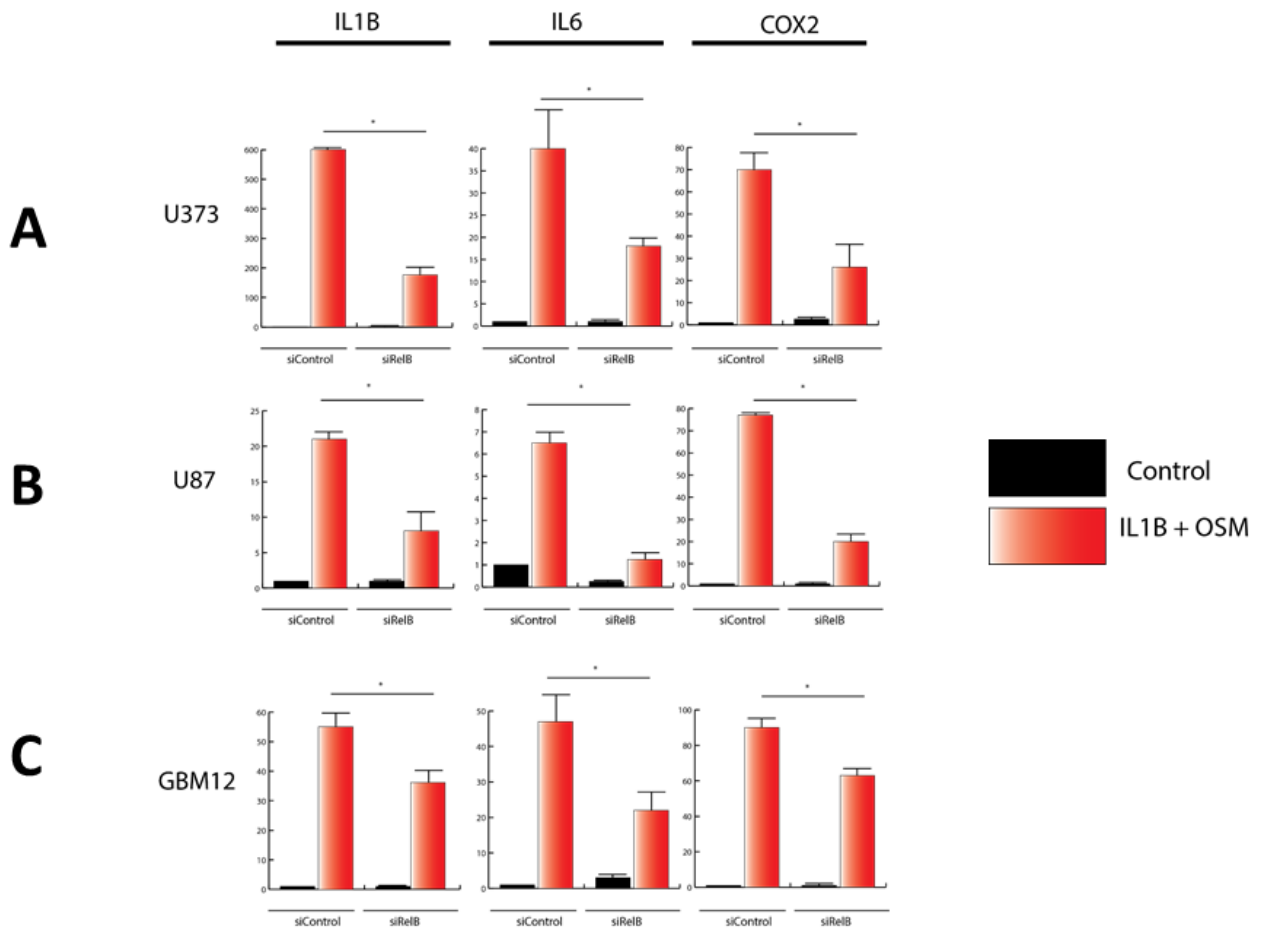 IL1B IL6 COX2
A
U373
* * *
600 500 400 300 200 100 0
40 35 30 25 20 15 10 5 0
80 70 60 50 40 30 20 10 0
siControl siRelB siControl siRelB siControl siRelB
B
U87
* * *
25 20 15 10 5 0
8 7 6 5 4 3 2 1 0
80 70 60 50 40 30 20 10 0
siControl siRelB siControl siRelB siControl siRelB
Control
IL1B + OSM
C
GBM12
* * *
60 50 40 30 20 10 0
50 40 30 20 10 0
100 80 60 40 20 0
siControl siRelB siControl siRelB siControl siRelB